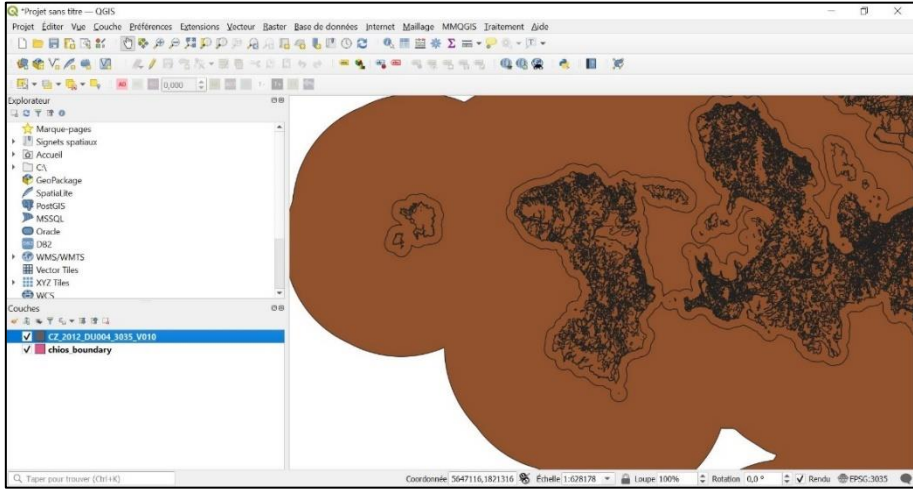 *Projet sans titre — QGIS
Projet Éditer Vue Couche Préférences Extensions Vecteur Raster Base de données Internet Maillage MMQGIS Traitement Aide
0,000
Explorateur
Marque-pages
Signets spatiaux
Accueil
C:\
GeoPackage
SpatiaLite
PostGIS
MSSQL
Oracle
DB2
WMS/WMTS
Vector Tiles
XYZ Tiles
WCS
Couches
CZ_2012_DU004_3035_V010
chios_boundary
Taper pour trouver (Ctrl+K) Coordonnée 5647116,1821316 Échelle 1:628178 Loupe 100% Rotation 0,0 ° Rendu EPSG:3035